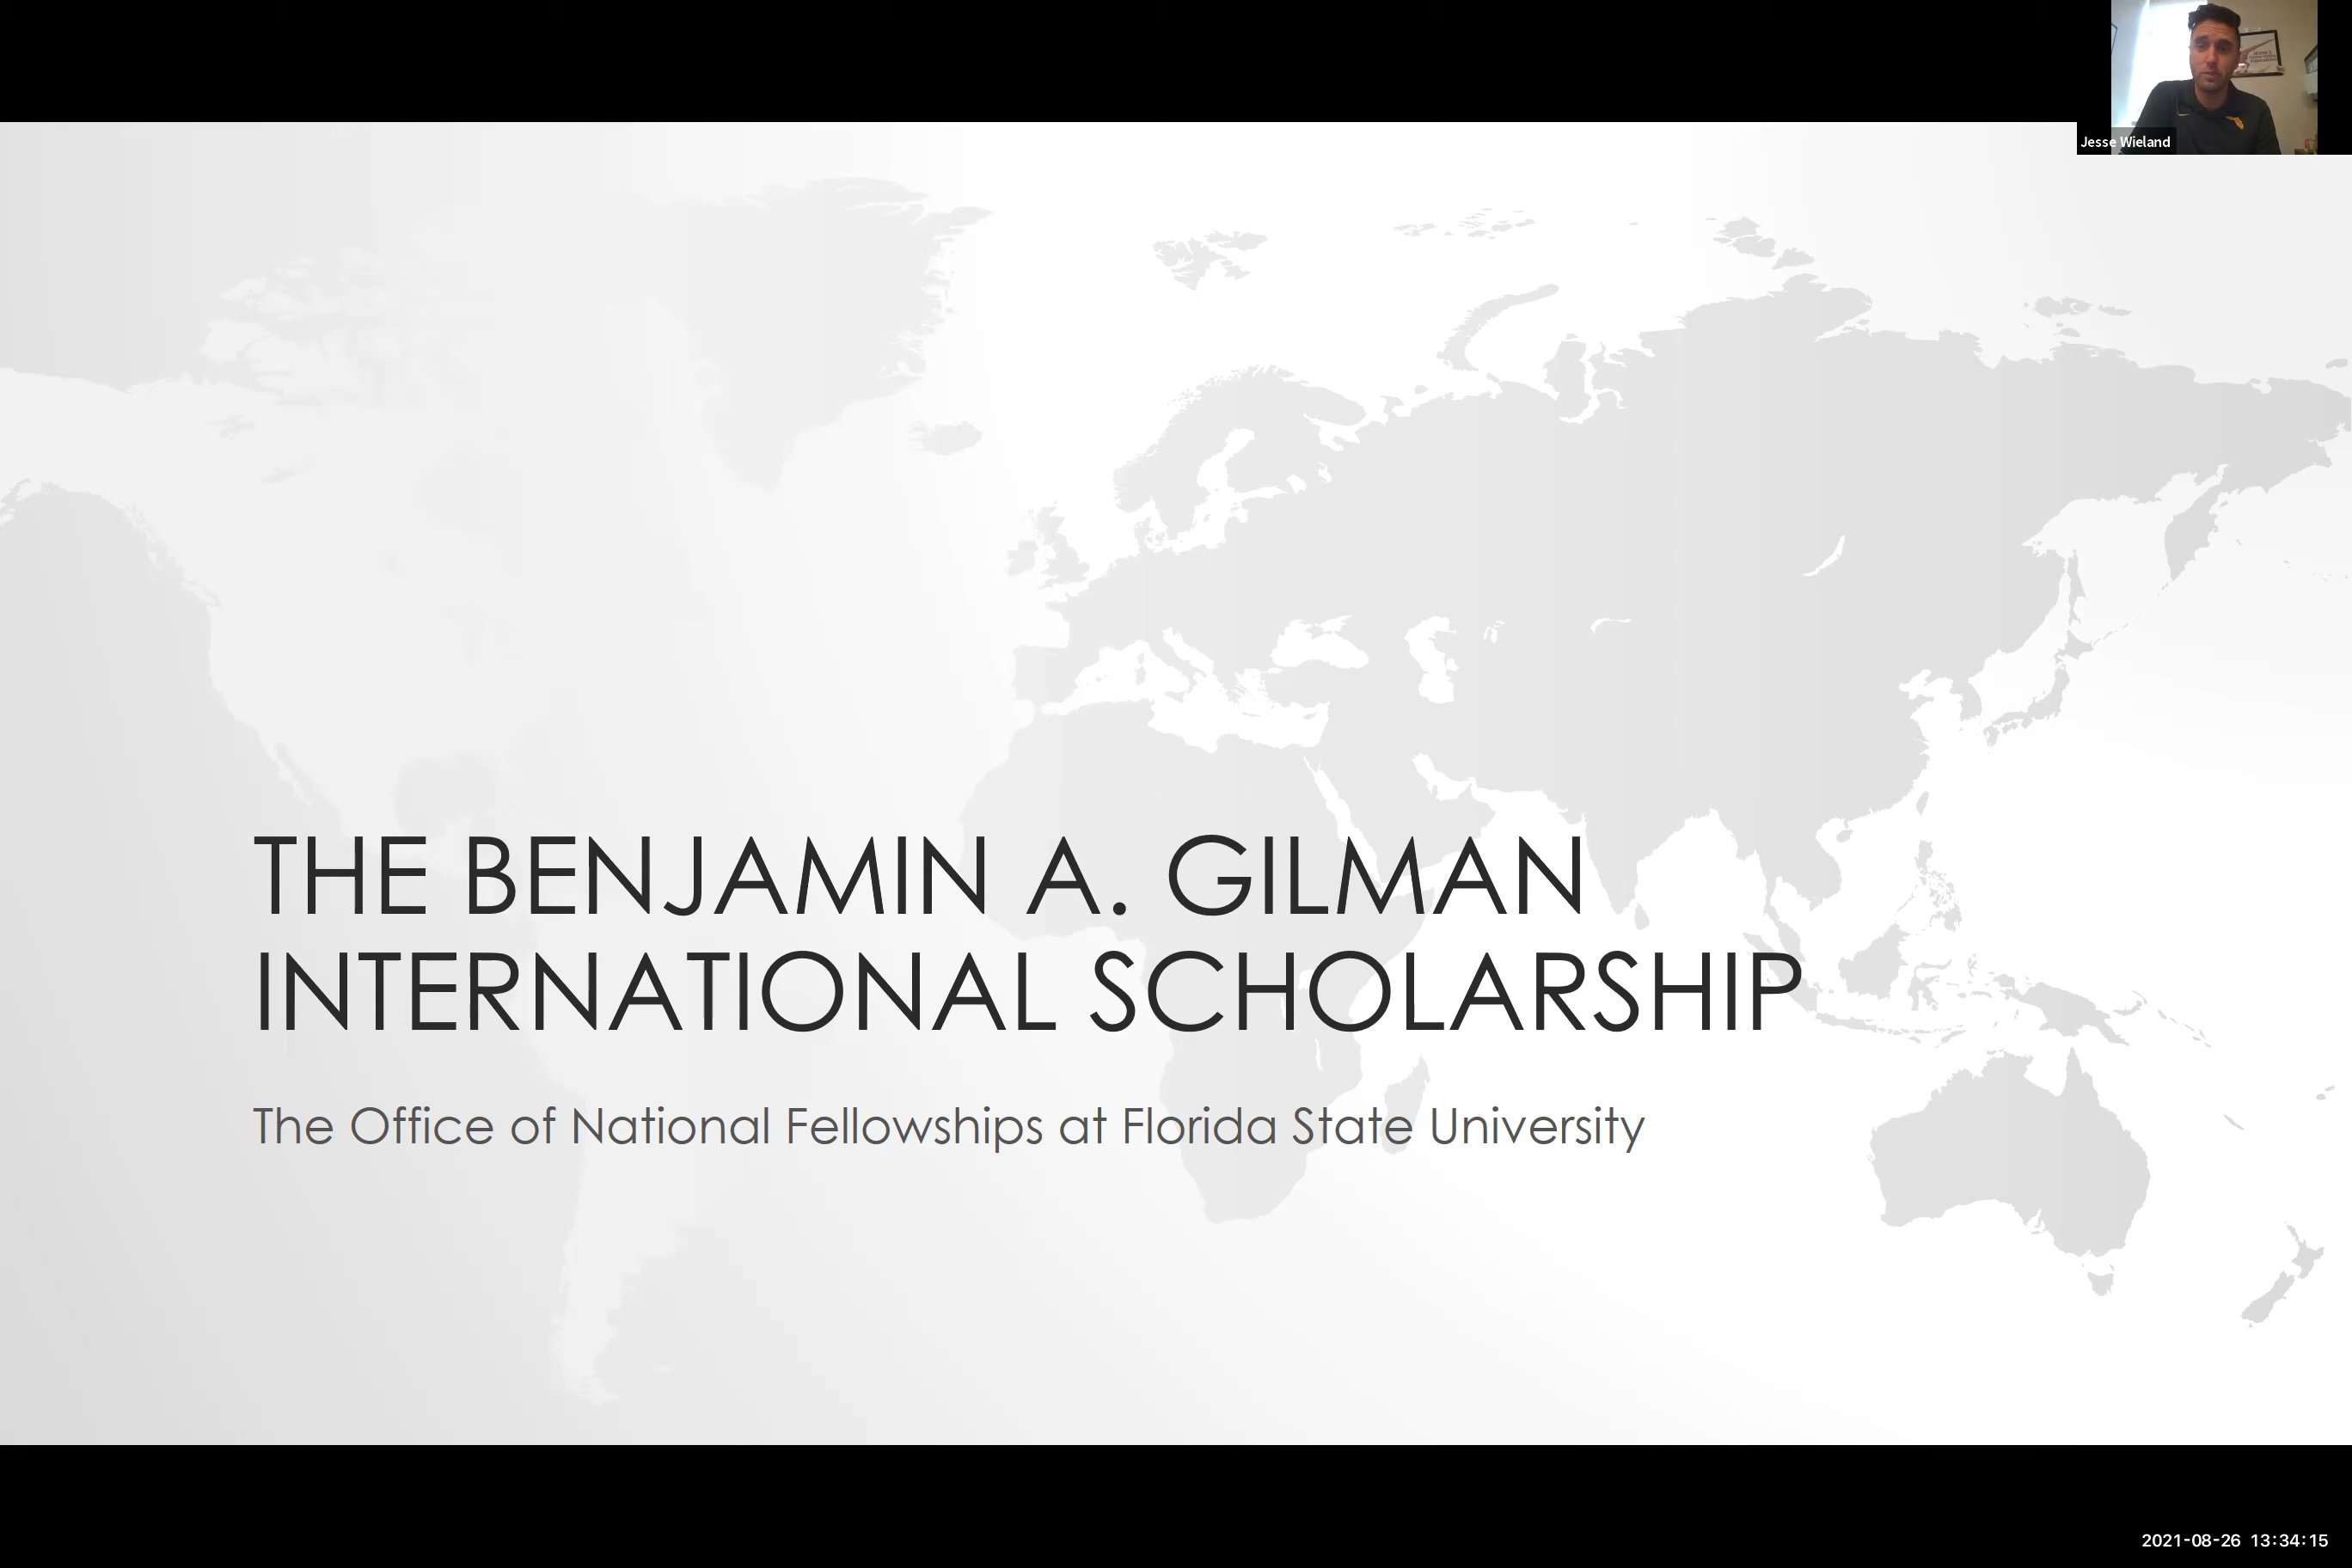 Jesse Wieland
THE BENJAMIN A. GILMAN
INTERNATIONAL SCHOLARSHIP
The Office of National Fellowships at Florida State University
2021-08-26 13:34:15